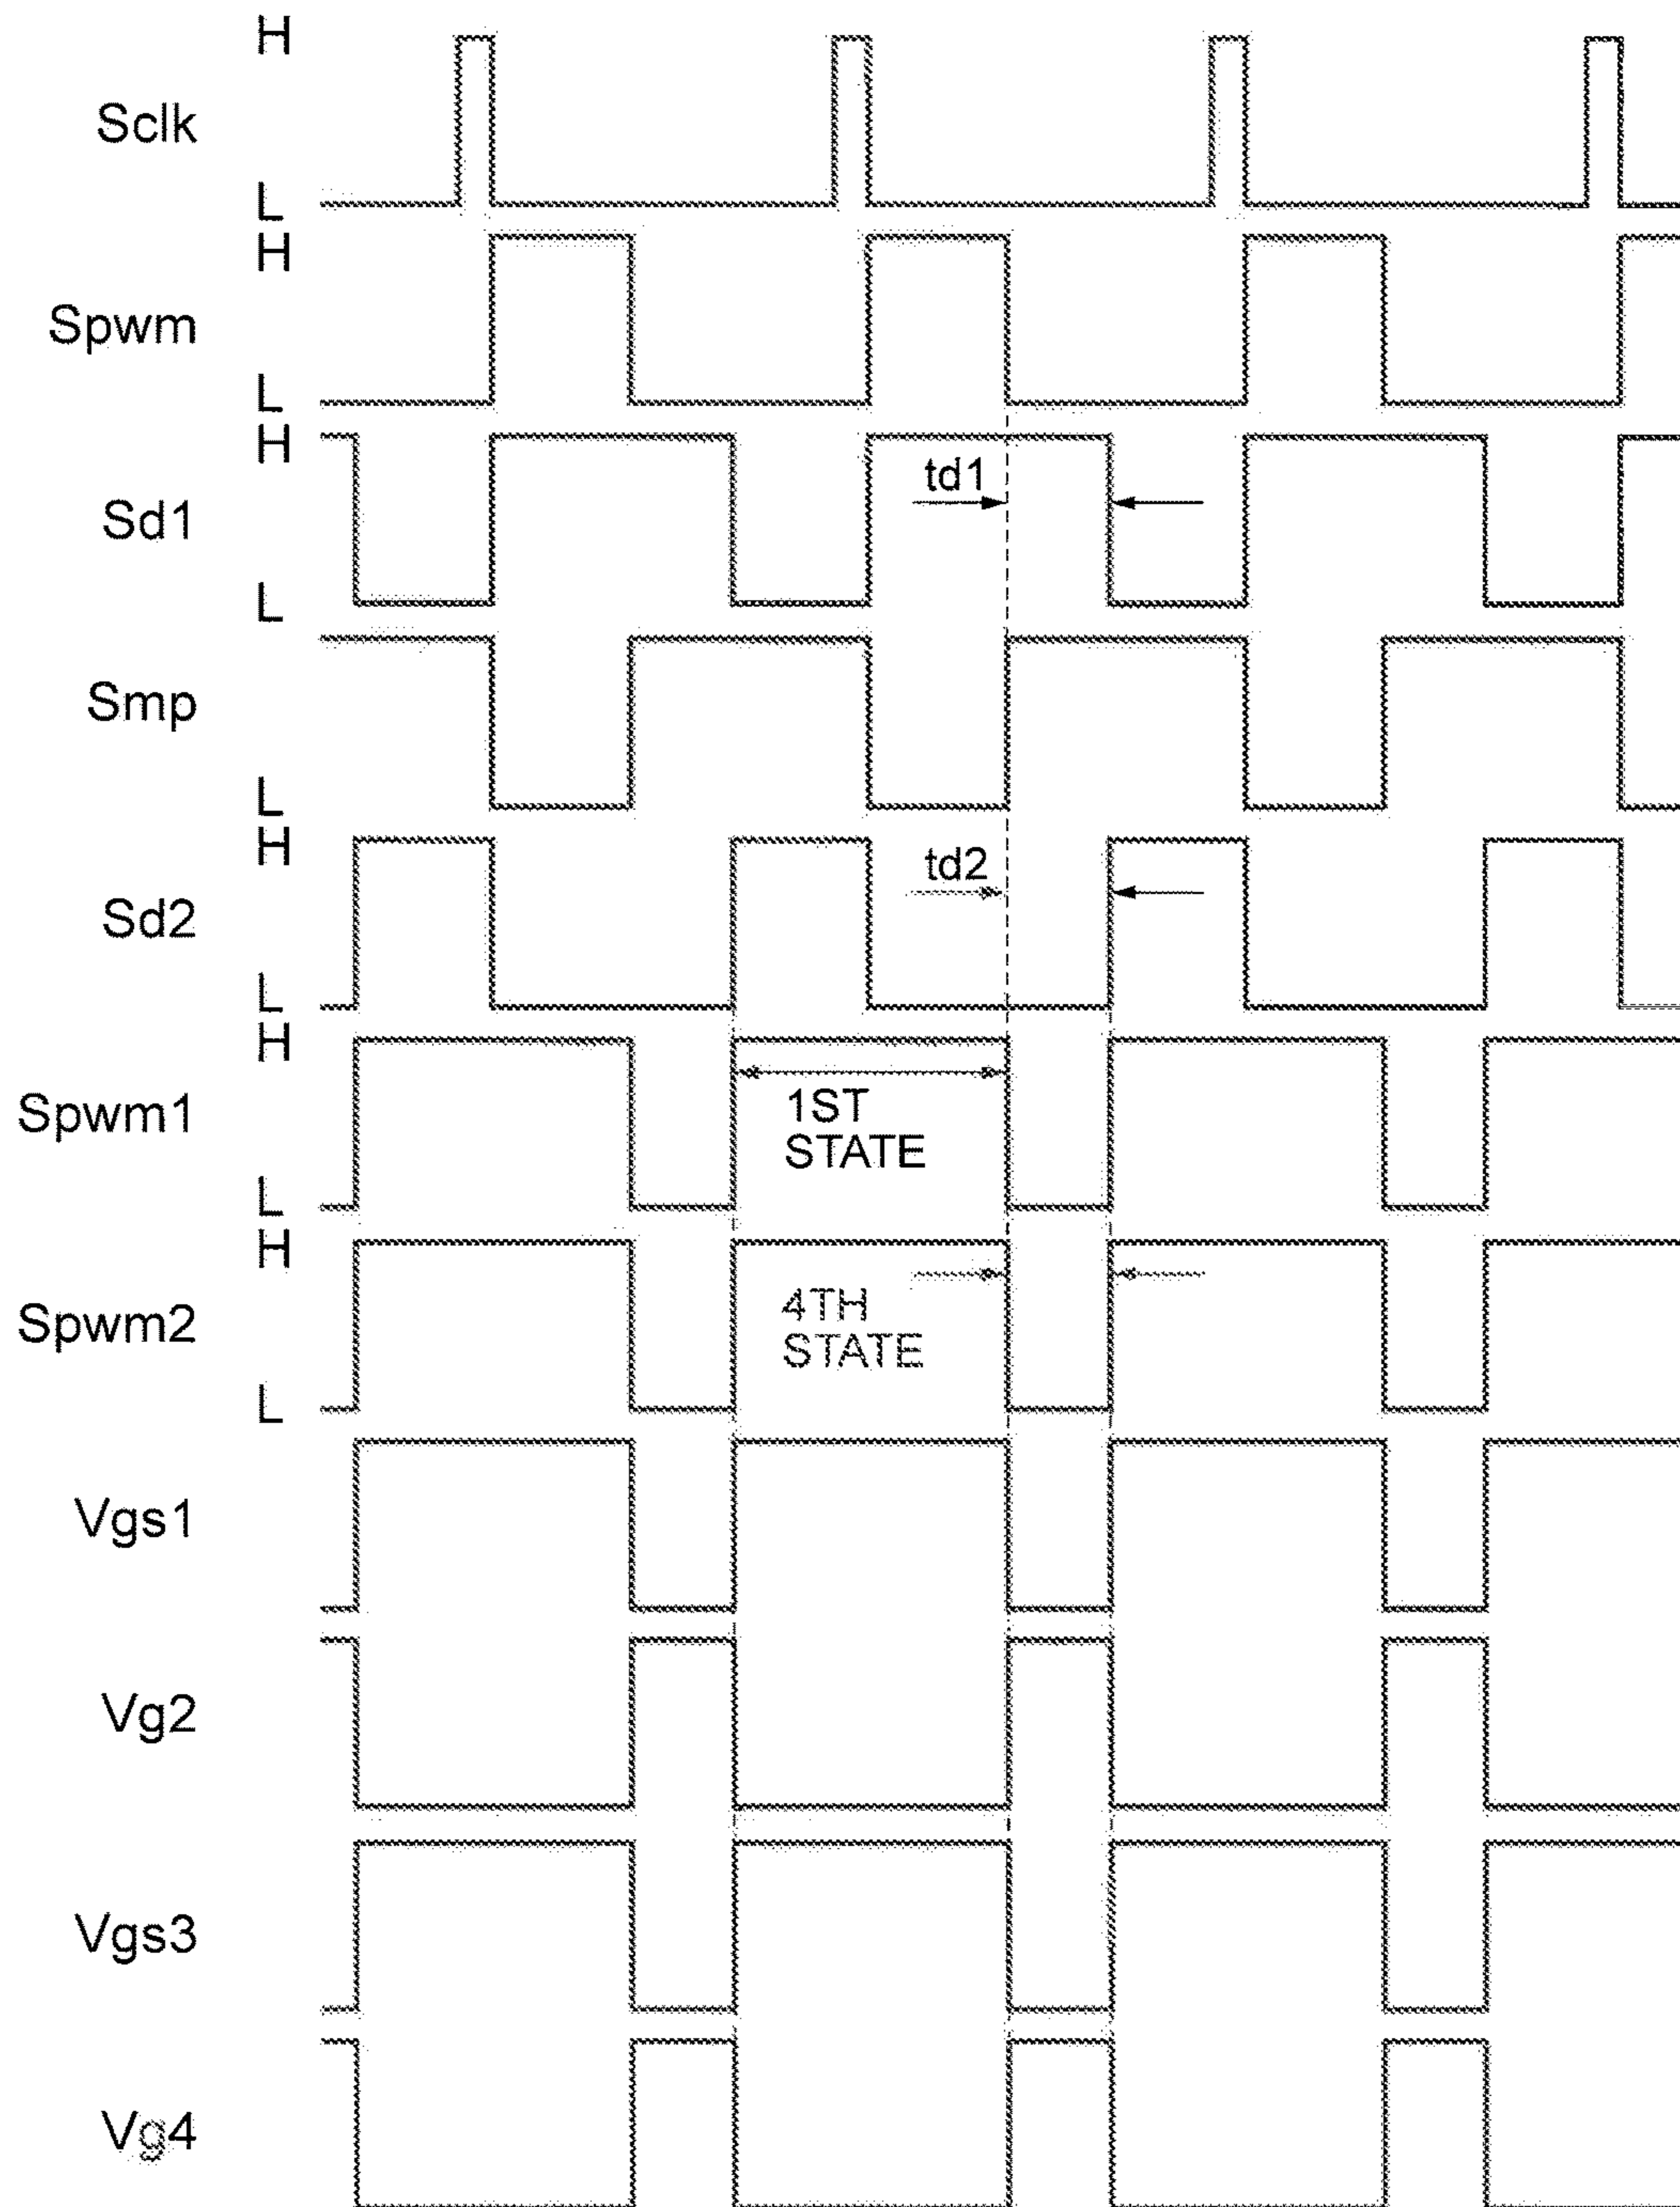 H
Sclk
L
H
Spwm
L
H
td1
Sd1
L
Smp
L
H
td2
Sd2
L
H
Spwm1
1ST
STATE
L
H
Spwm2
4TH
STATE
L
Vgs1
Vg2
Vgs3
Vg4